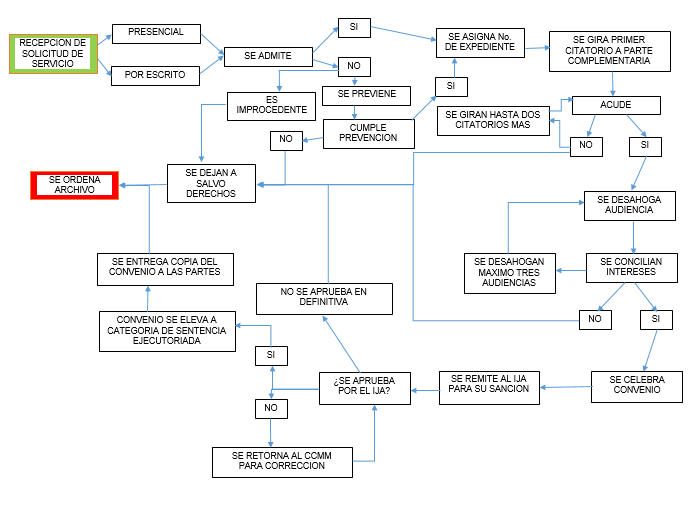 RECEPCION DE
SOLICITUD DE
SERVICIO
PRESENCIAL
POR ESCRITO
SE ADMITE
SI
NO
ES
IMPROCEDENTE
SE PREVIENE
CUMPLE
PREVENCION
NO
SI
SE ASIGNA No.
DE EXPEDIENTE
SE GIRA PRIMER
CITATORIO A PARTE
COMPLEMENTARIA
SE GIRAN HASTA DOS
CITATORIOS MAS
ACUDE
NO
SI
SE DEJAN A
SALVO
DERECHOS
SE ORDENA
ARCHIVO
SE DESAHOGA
AUDIENCIA
SE ENTREGA COPIA DEL
CONVENIO A LAS PARTES
SE DESAHOGAN
MAXIMO TRES
AUDIENCIAS
SE CONCILIAN
INTERESES
NO SE APRUEBA EN
DEFINITIVA
CONVENIO SE ELEVA A
CATEGORIA DE SENTENCIA
EJECUTORIADA
NO
SI
SI
¿SE APRUEBA
POR EL IJA?
SE REMITE AL IJA
PARA SU SANCION
SE CELEBRA
CONVENIO
NO
SE RETORNA AL CCMM
PARA CORRECCION